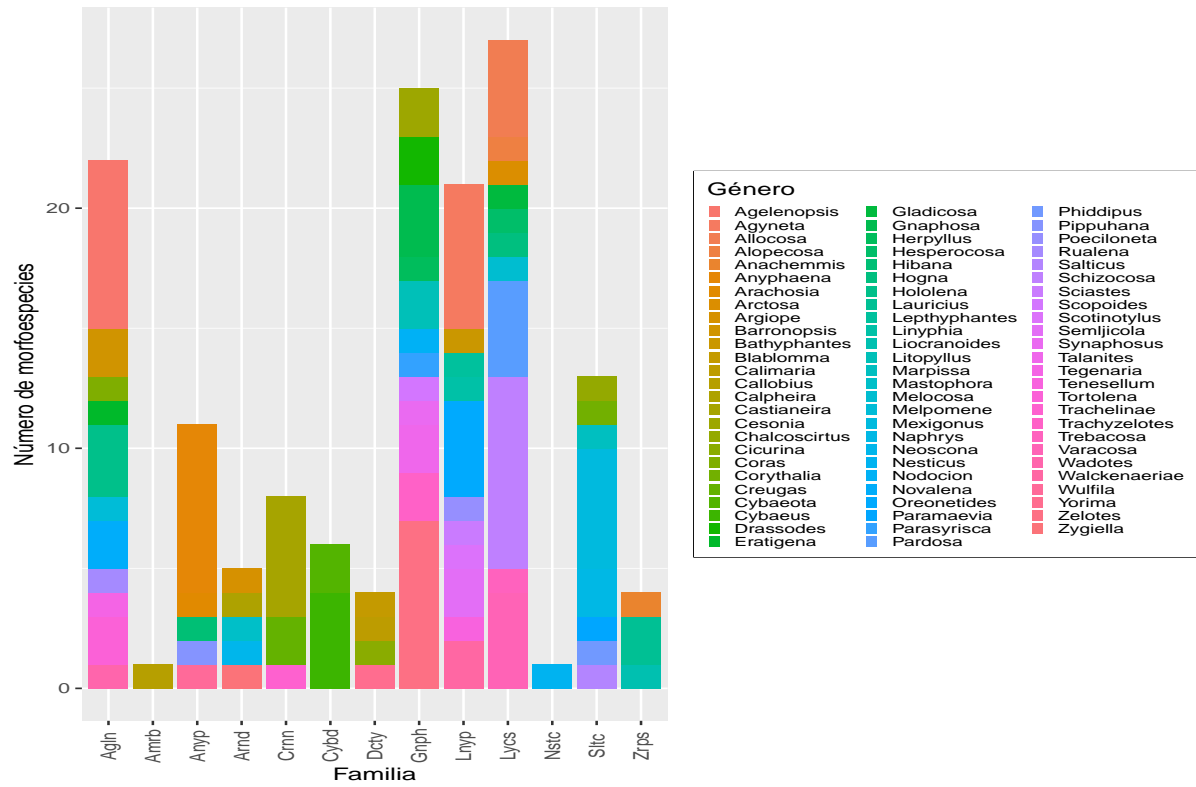 Número de morfoespecies
20
10
0
Agln
Amrb
Anyp
Arnd
Crnn
Cybd
Dcty
Gnph
Lnyp
Lycs
Nstc
Sltc
Zrps
Familia
Género
Agelenopsis
Agyneta
Allocosa
Alopecosa
Anachemmis
Anyphaena
Arachosia
Arctosa
Argiope
Barronopsis
Bathyphantes
Blablomma
Calimaria
Callobius
Calpheira
Castianeira
Cesonia
Chalcoscirtus
Cicurina
Coras
Corythalia
Creugas
Cybaeota
Cybaeus
Drassodes
Eratigena
Gladicosa
Gnaphosa
Herpyllus
Hesperocosa
Hibana
Hogna
Hololena
Lauricius
Lepthyphantes
Linyphia
Liocranoides
Litopyllus
Marpissa
Mastophora
Melocosa
Melpomene
Mexigonus
Naphrys
Neoscona
Nesticus
Nodocion
Novalena
Oreonetides
Paramaevia
Parasyrisca
Pardosa
Phiddipus
Pippuhana
Poeciloneta
Rualena
Salticus
Schizocosa
Sciastes
Scopoides
Scotinotylus
Semljicola
Synaphosus
Talanites
Tegenaria
Tenesellum
Tortolena
Trachelinae
Trachyzelotes
Trebacosa
Varacosa
Wadotes
Walckenaeriae
Wulfila
Yorima
Zelotes
Zygiella